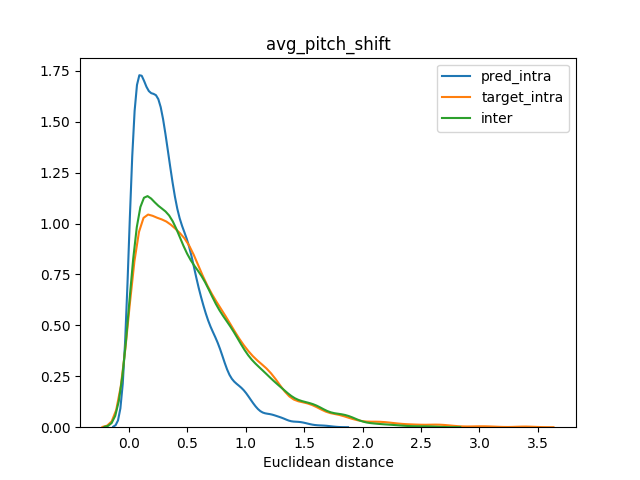 avg_pitch_shift
1.75
1.50
1.25
1.00
0.75
0.50
0.25
0.00
pred_intra
target_intra
inter
0.0 0.5 1.0 1.5 2.0 2.5 3.0 3.5
Euclidean distance